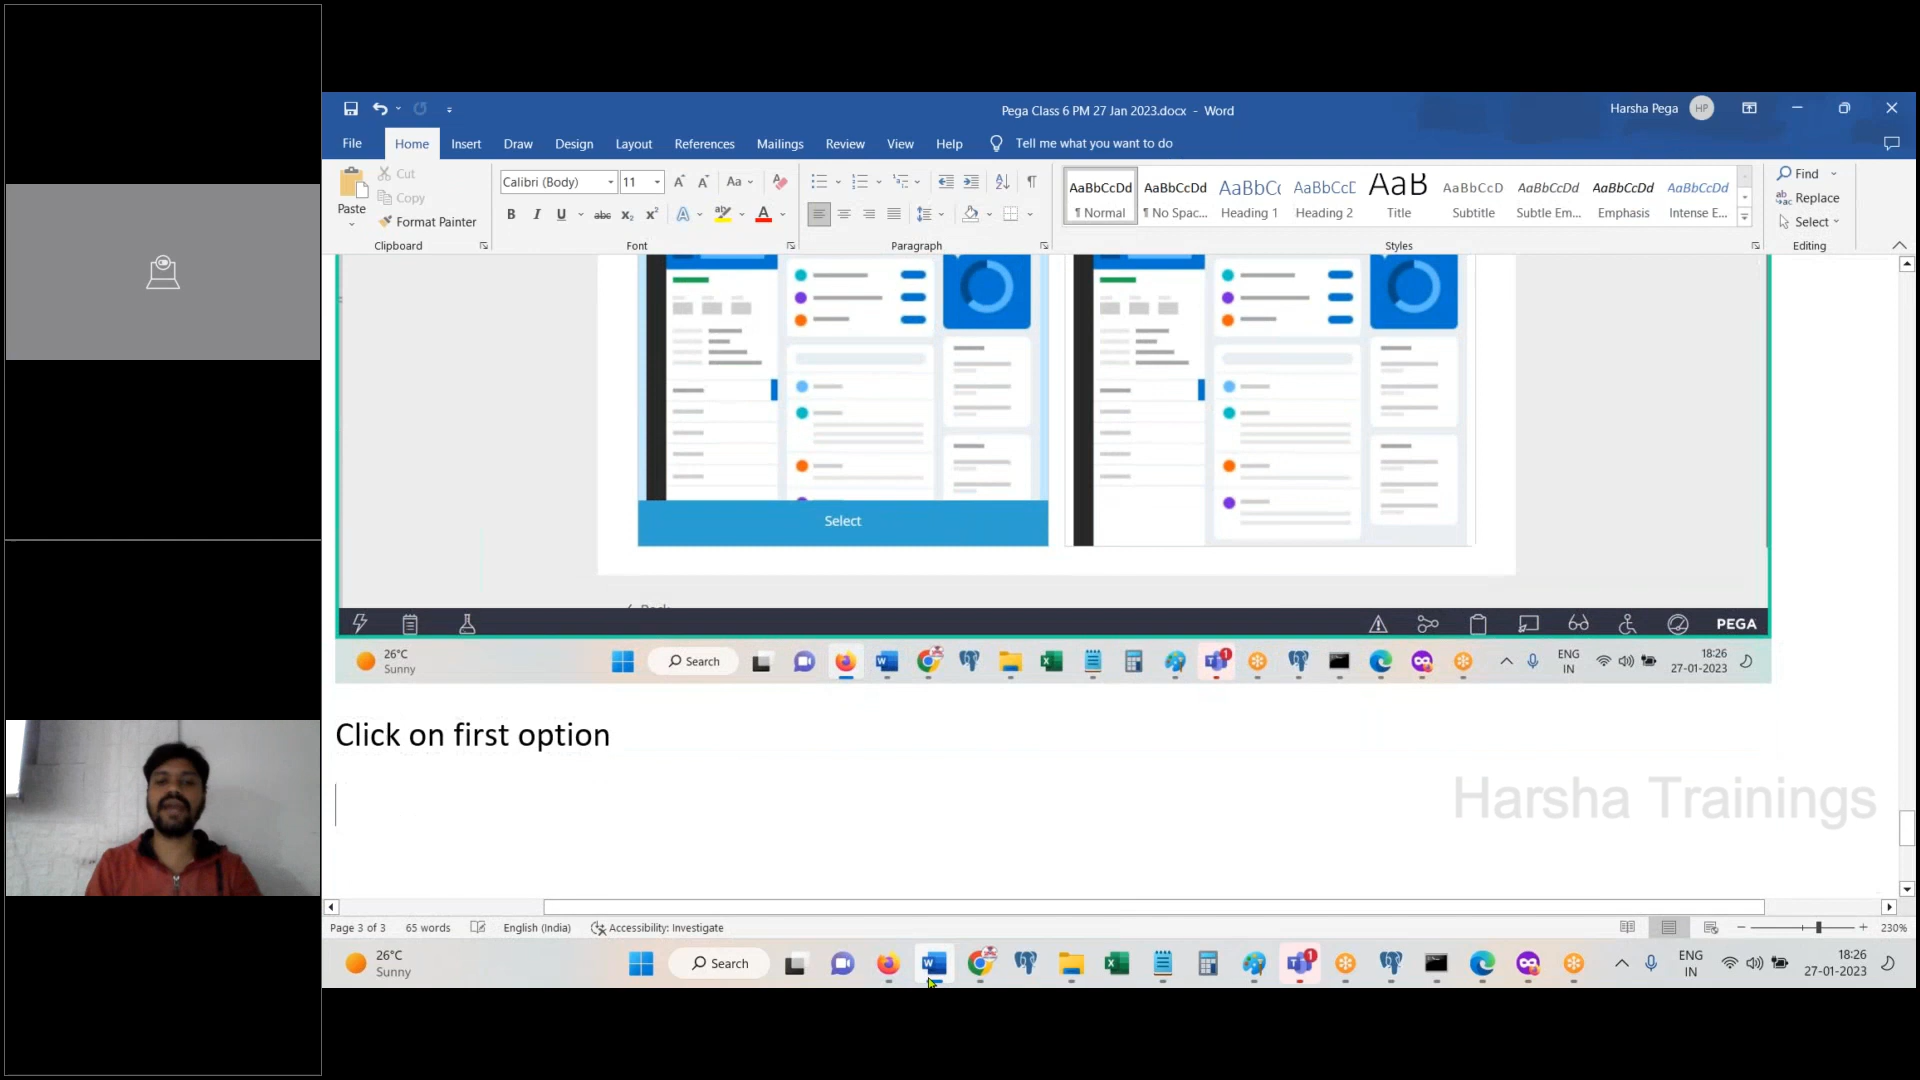 Pega Class 6 PM 27 Jan 2023.docx - Word
Harsha Pega HP
File Home Insert Draw Design Layout References Mailings Review View Help Tell me what you want to do
Paste
Cut
Copy
Format Painter
Calibri (Body) 11
AaBbCcDd AaBbCcDd AaBbCc AaBbCcD AaB AaBbCcD AaBbCcDd AaBbCcDd AaBbCcDd
¶ Normal ¶ No Spac... Heading 1 Heading 2 Title Subtitle Subtle Em... Emphasis Intense E...
Find
Replace
Select
Clipboard Font Paragraph Styles Editing
Select
Back
PEGA
26°C
Sunny
Search
ENG
IN
18:26
27-01-2023
Click on first option
Harsha Trainings
Page 3 of 3 65 words English (India) Accessibility: Investigate 230%
26°C
Sunny
Search
ENG
IN
18:26
27-01-2023